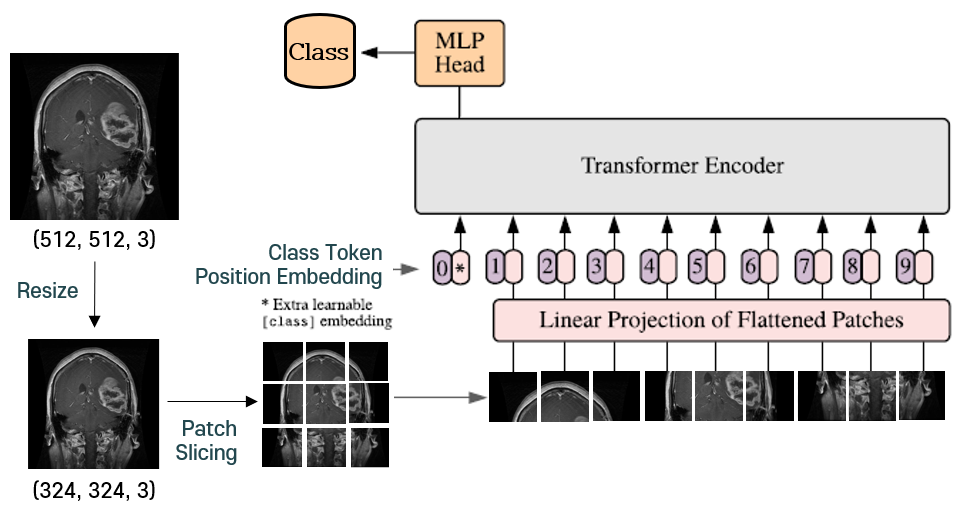 Class
MLP
Head
Transformer Encoder
(512, 512, 3)
Resize
Class Token
Position Embedding
0 * 1 2 3 4 5 6 7 8 9
* Extra learnable
[class] embedding
Linear Projection of Flattened Patches
Patch
Slicing
(324, 324, 3)